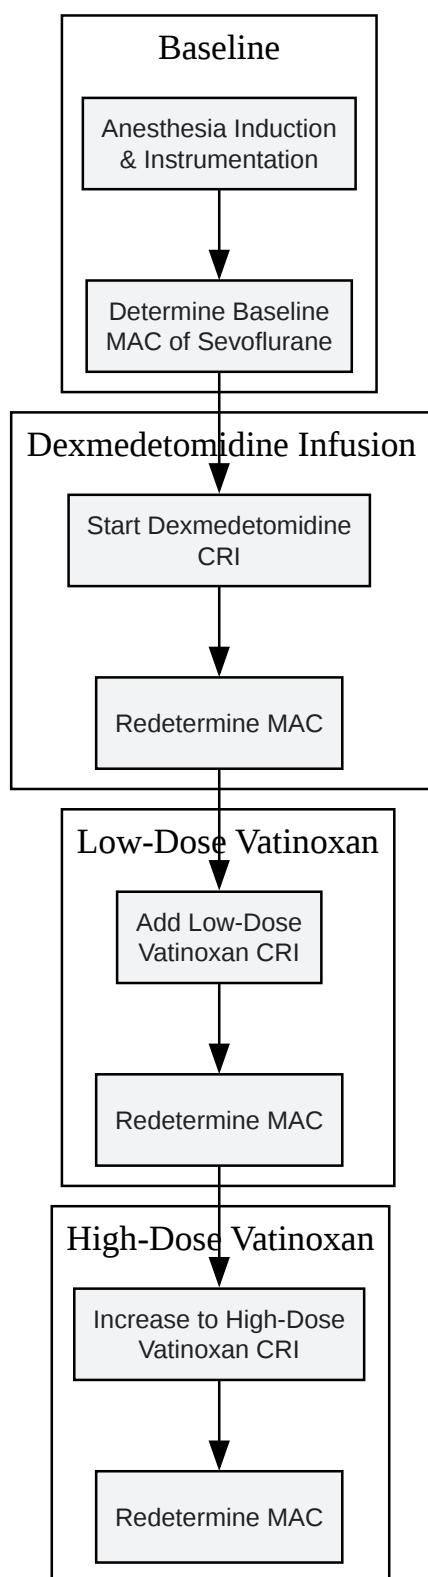 Baseline
Anesthesia Induction
& Instrumentation
Determine Baseline
MAC of Sevoflurane
Dexmedetomidine Infusion
Start Dexmedetomidine
CRI
Redetermine MAC
Low-Dose Vatinoxan
Add Low-Dose
Vatinoxan CRI
Redetermine MAC
High-Dose Vatinoxan
Increase to High-Dose
Vatinoxan CRI
Redetermine MAC